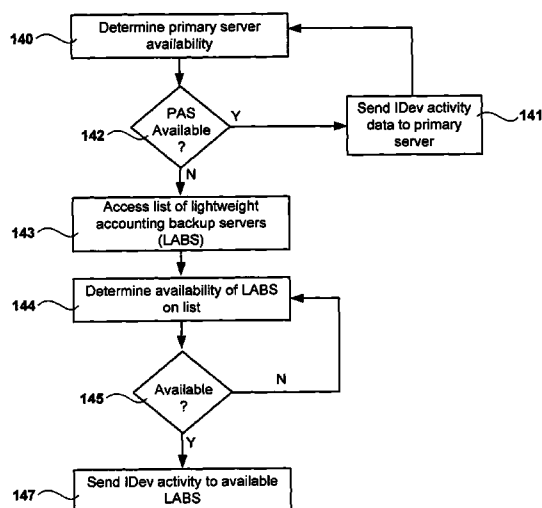 140
Determine primary server
availability
142
PAS
Available
?
Y
Send IDev activity
data to primary
server
141
N
143
Access list of lightweight
accounting backup servers
(LABS)
144
Determine availability of LABS
on list
145
Available
?
N
Y
147
Send IDev activity to available
LABS